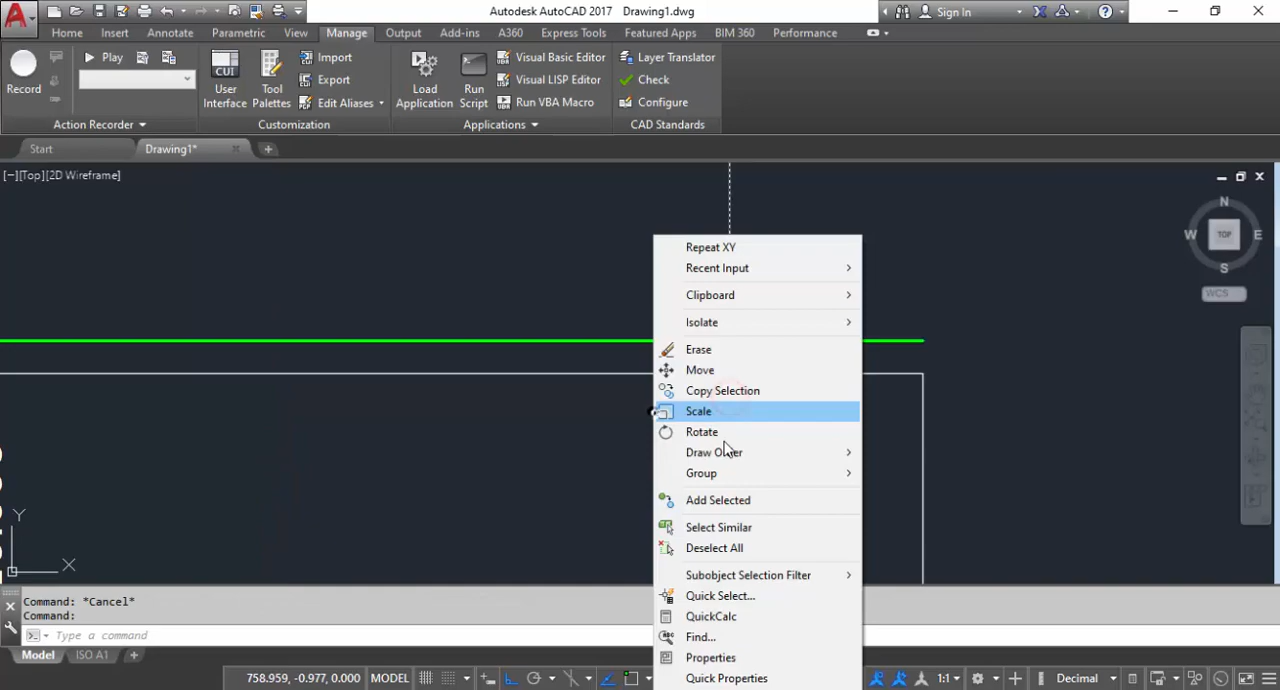 Autodesk AutoCAD 2017 Drawing1.dwg
Sign In
Home Insert Annotate Parametric View Manage Output Add-ins A360 Express Tools Featured Apps BIM 360 Performance
Record
Play
Action Recorder
CUI
User Interface
Tool Palettes
Import
Export
Edit Aliases
Customization
Load Application
Run Script
Visual Basic Editor
Visual LISP Editor
Run VBA Macro
Applications
Layer Translator
Check
Configure
CAD Standards
Start
Drawing1*
[−][Top][2D Wireframe]
N
W TOP E
S
WCS
Repeat XY
Recent Input
Clipboard
Isolate
Erase
Move
Copy Selection
Scale
Rotate
Draw Order
Group
Add Selected
Select Similar
Deselect All
Subobject Selection Filter
Quick Select...
QuickCalc
Find...
Properties
Quick Properties
Y
X
Command: *Cancel*
Command:
Type a command
Model ISO A1
758.959, -0.977, 0.000 MODEL 1:1 Decimal